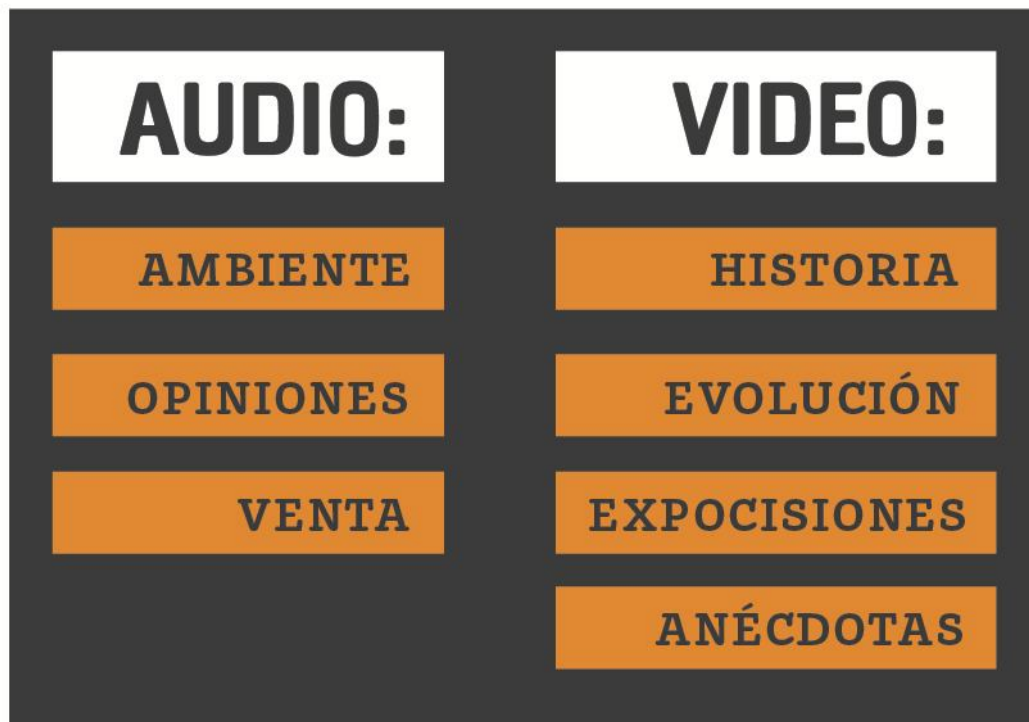 AUDIO:
AMBIENTE
OPINIONES
VENTA
VIDEO:
HISTORIA
EVOLUCIÓN
EXPOCISIONES
ANÉCDOTAS